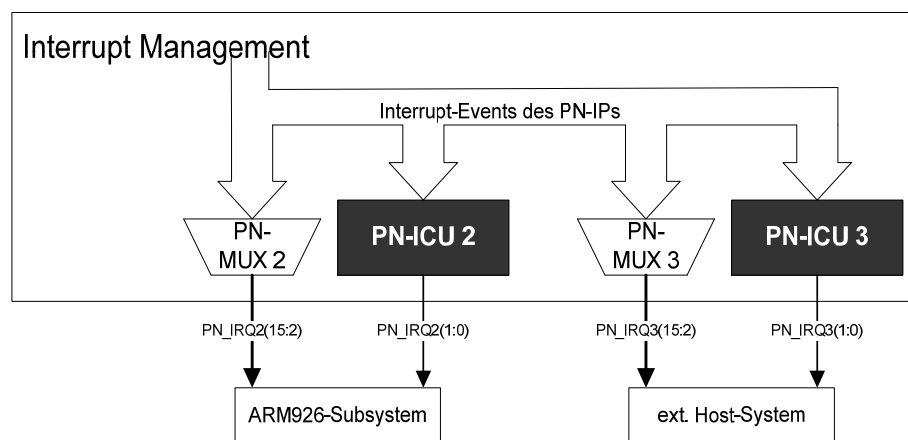 Interrupt Management
Interrupt-Events des PN-IPs
PN-
MUX 2
PN-ICU 2
PN-
MUX 3
PN-ICU 3
PN_IRQ2(15:2)
PN_IRQ2(1:0)
PN_IRQ3(15:2)
PN_IRQ3(1:0)
ARM926-Subsystem
ext. Host-System